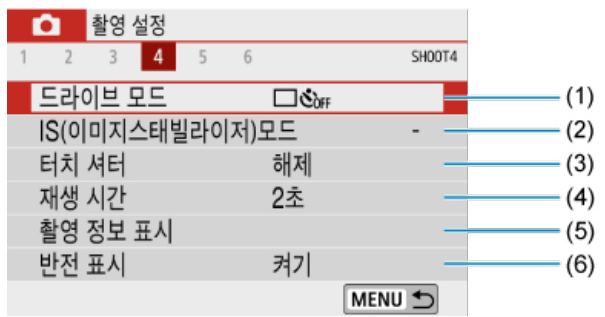 촬영 설정
1 2 3 4 5 6 SHOOT4
드라이브 모드 OFF (1)
IS(이미지스태빌라이저)모드 - (2)
터치 셔터 해제 (3)
재생 시간 2초 (4)
촬영 정보 표시 (5)
반전 표시 켜기 (6)
MENU